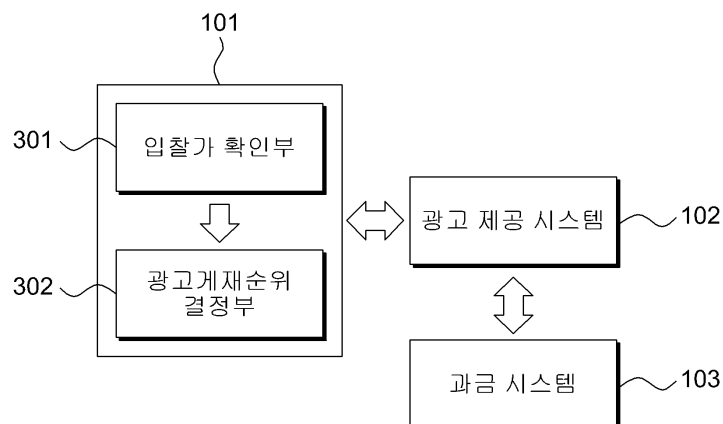 101
301
입찰가 확인부
302
광고게재순위
결정부
광고 제공 시스템
102
과금 시스템
103